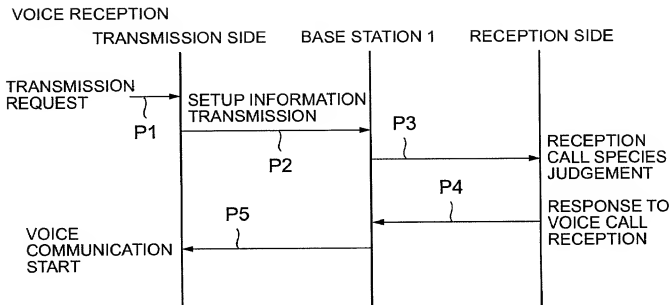 VOICE RECEPTION
TRANSMISSION SIDE
BASE STATION 1
RECEPTION SIDE
TRANSMISSION
REQUEST
P1
SETUP INFORMATION
TRANSMISSION
P2
P3
RECEPTION
CALL SPECIES
JUDGEMENT
P4
RESPONSE TO
VOICE CALL
RECEPTION
P5
VOICE
COMMUNICATION
START